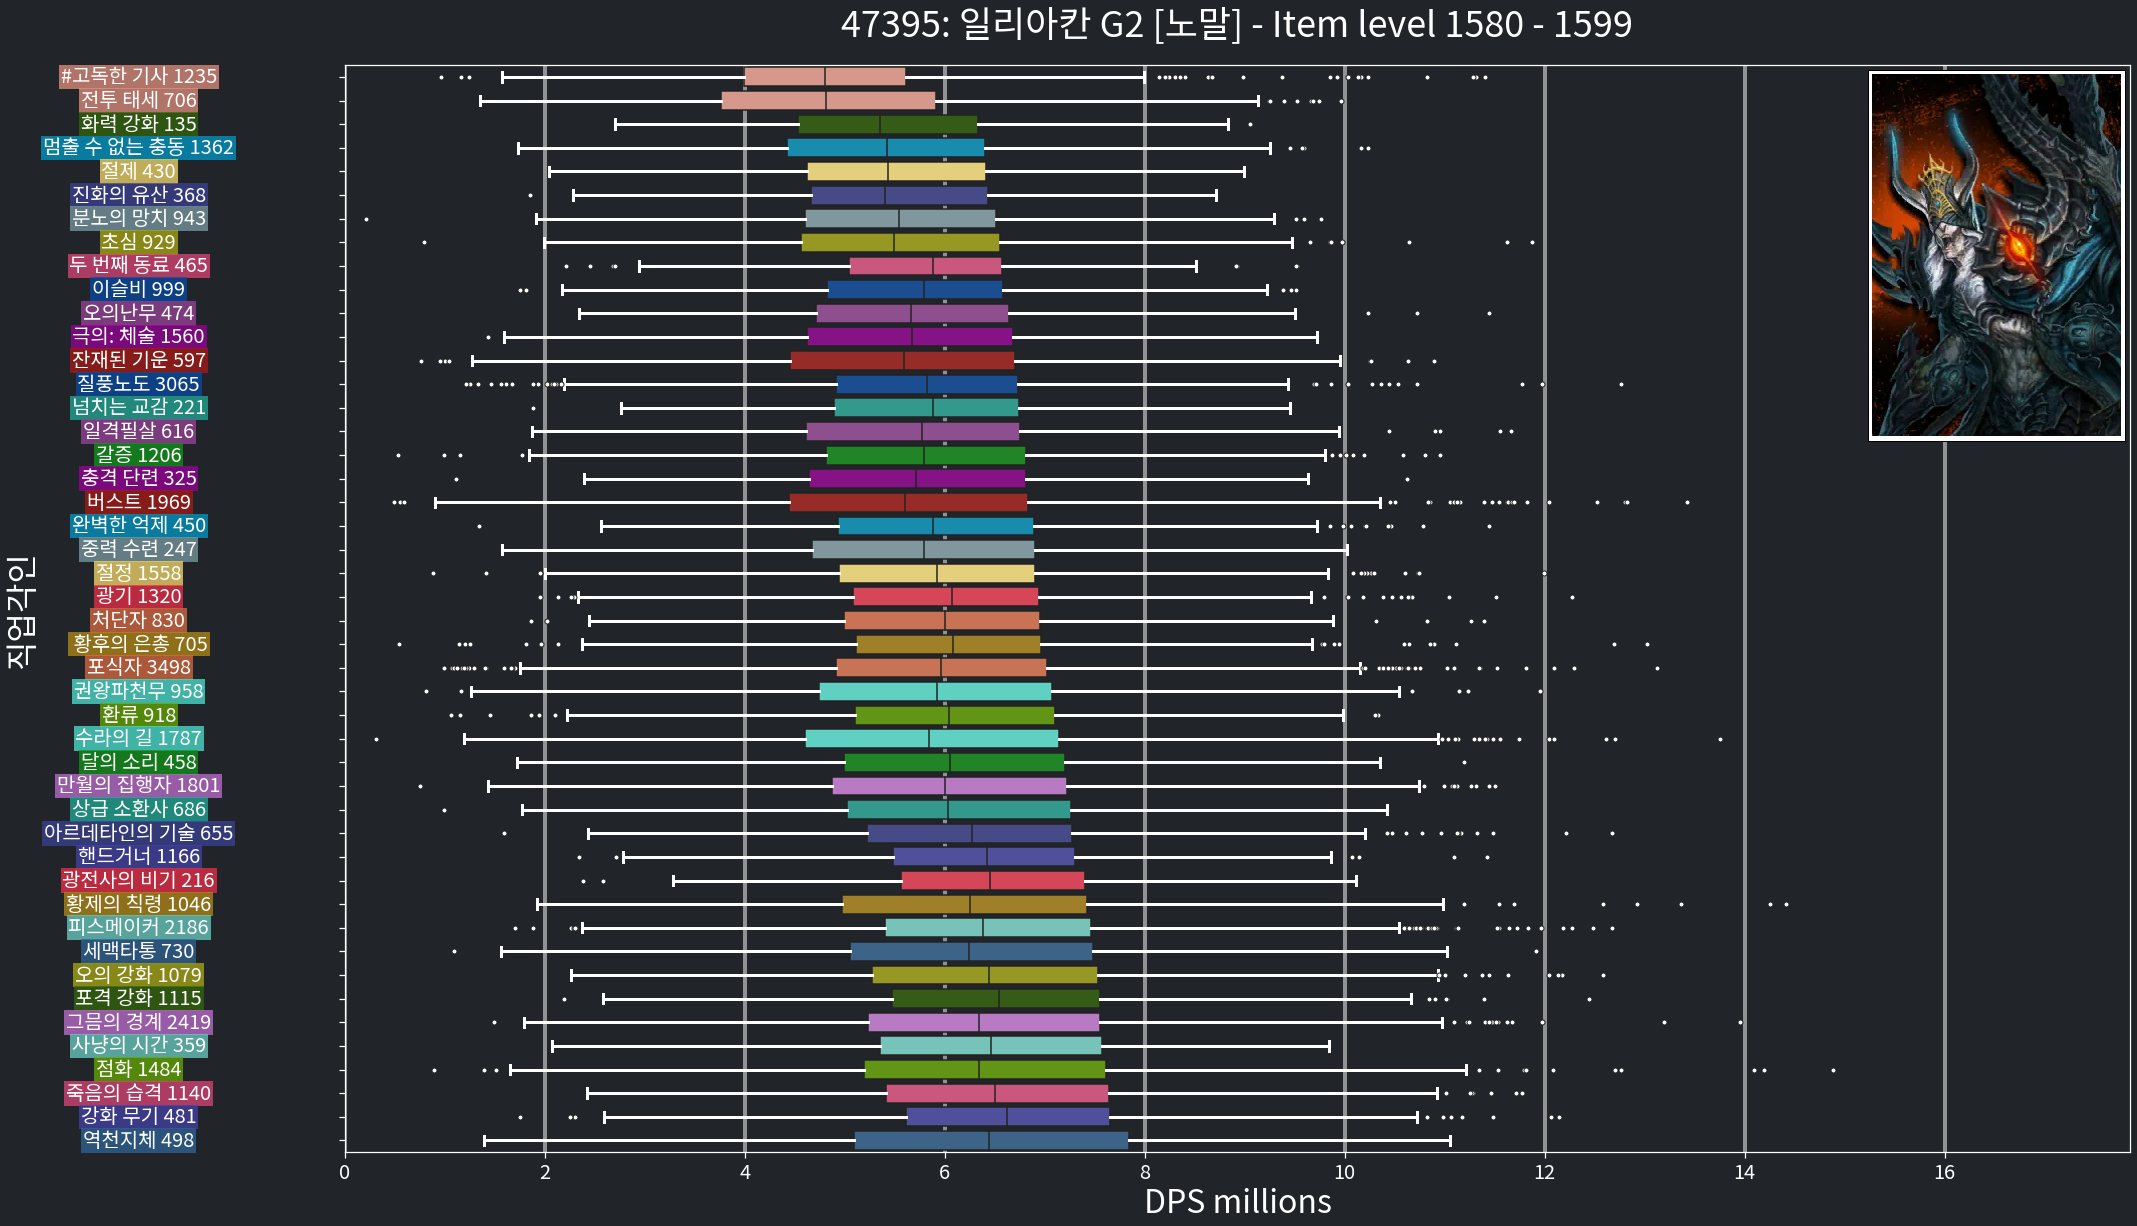 47395: 일리아칸 G2 [노말] - Item level 1580 - 1599
직업각인
#고독한 기사 1235
전투 태세 706
화력 강화 135
멈출 수 없는 충동 1362
절제 430
진화의 유산 368
분노의 망치 943
초심 929
두 번째 동료 465
이슬비 999
오의난무 474
극의: 체술 1560
잔재된 기운 597
질풍노도 3065
넘치는 교감 221
일격필살 616
갈증 1206
충격 단련 325
버스트 1969
완벽한 억제 450
중력 수련 247
절정 1558
광기 1320
처단자 830
황후의 은총 705
포식자 3498
권왕파천무 958
환류 918
수라의 길 1787
달의 소리 458
만월의 집행자 1801
상급 소환사 686
아르데타인의 기술 655
핸드거너 1166
광전사의 비기 216
황제의 칙령 1046
피스메이커 2186
세맥타통 730
오의 강화 1079
포격 강화 1115
그믐의 경계 2419
사냥의 시간 359
점화 1484
죽음의 습격 1140
강화 무기 481
역천지체 498
0 2 4 6 8 10 12 14 16
DPS millions